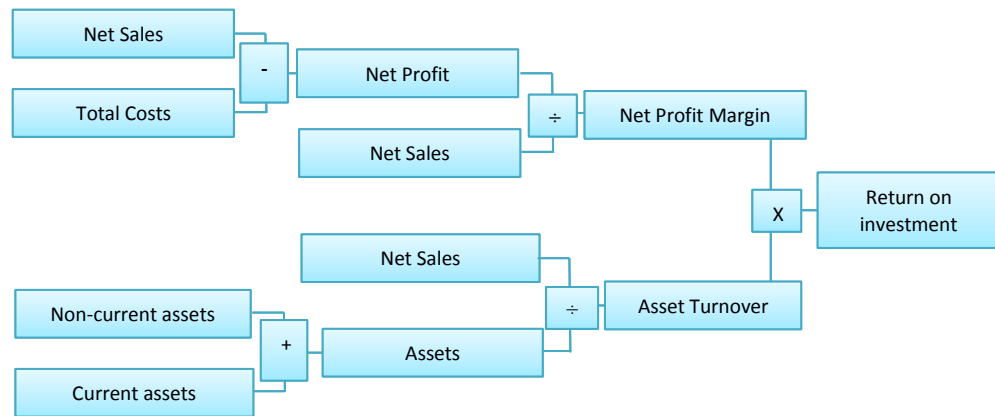 Net Sales
-
Net Profit
Total Costs
÷
Net Profit Margin
Net Sales
X
Return on
investment
Net Sales
÷
Asset Turnover
Non-current assets
+
Assets
Current assets